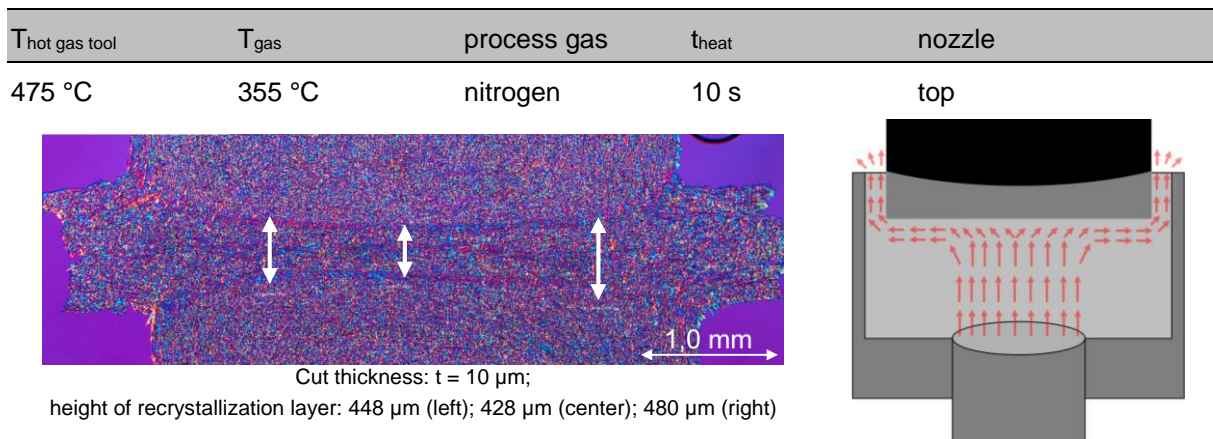 Thot gas tool Tgas process gas theat nozzle
475 °C 355 °C nitrogen 10 s top
1,0 mm
Cut thickness: t = 10 µm;
height of recrystallization layer: 448 µm (left); 428 µm (center); 480 µm (right)